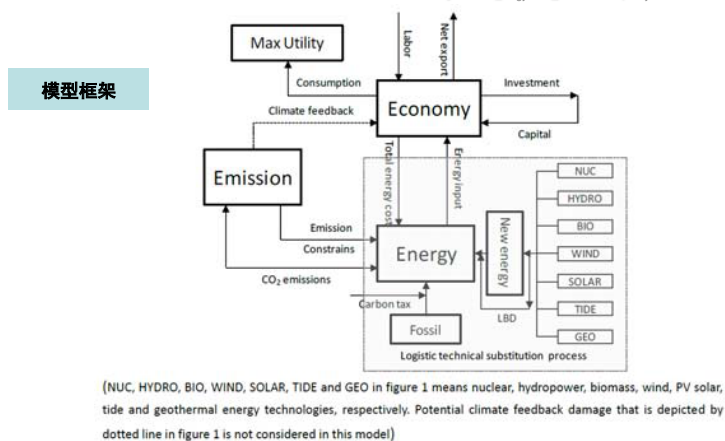 Max Utility
Labor
Net export
Consumption
Investment
模型框架
Climate feedback
Economy
Capital
Total energy cost
Energy input
Emission
NUC
HYDRO
Emission
Constrains
New energy
BIO
Energy
WIND
CO₂ emissions
SOLAR
Carbon tax
LBD
TIDE
Fossil
GEO
Logistic technical substitution process
(NUC, HYDRO, BIO, WIND, SOLAR, TIDE and GEO in figure 1 means nuclear, hydropower, biomass, wind, PV solar,
tide and geothermal energy technologies, respectively. Potential climate feedback damage that is depicted by
dotted line in figure 1 is not considered in this model)